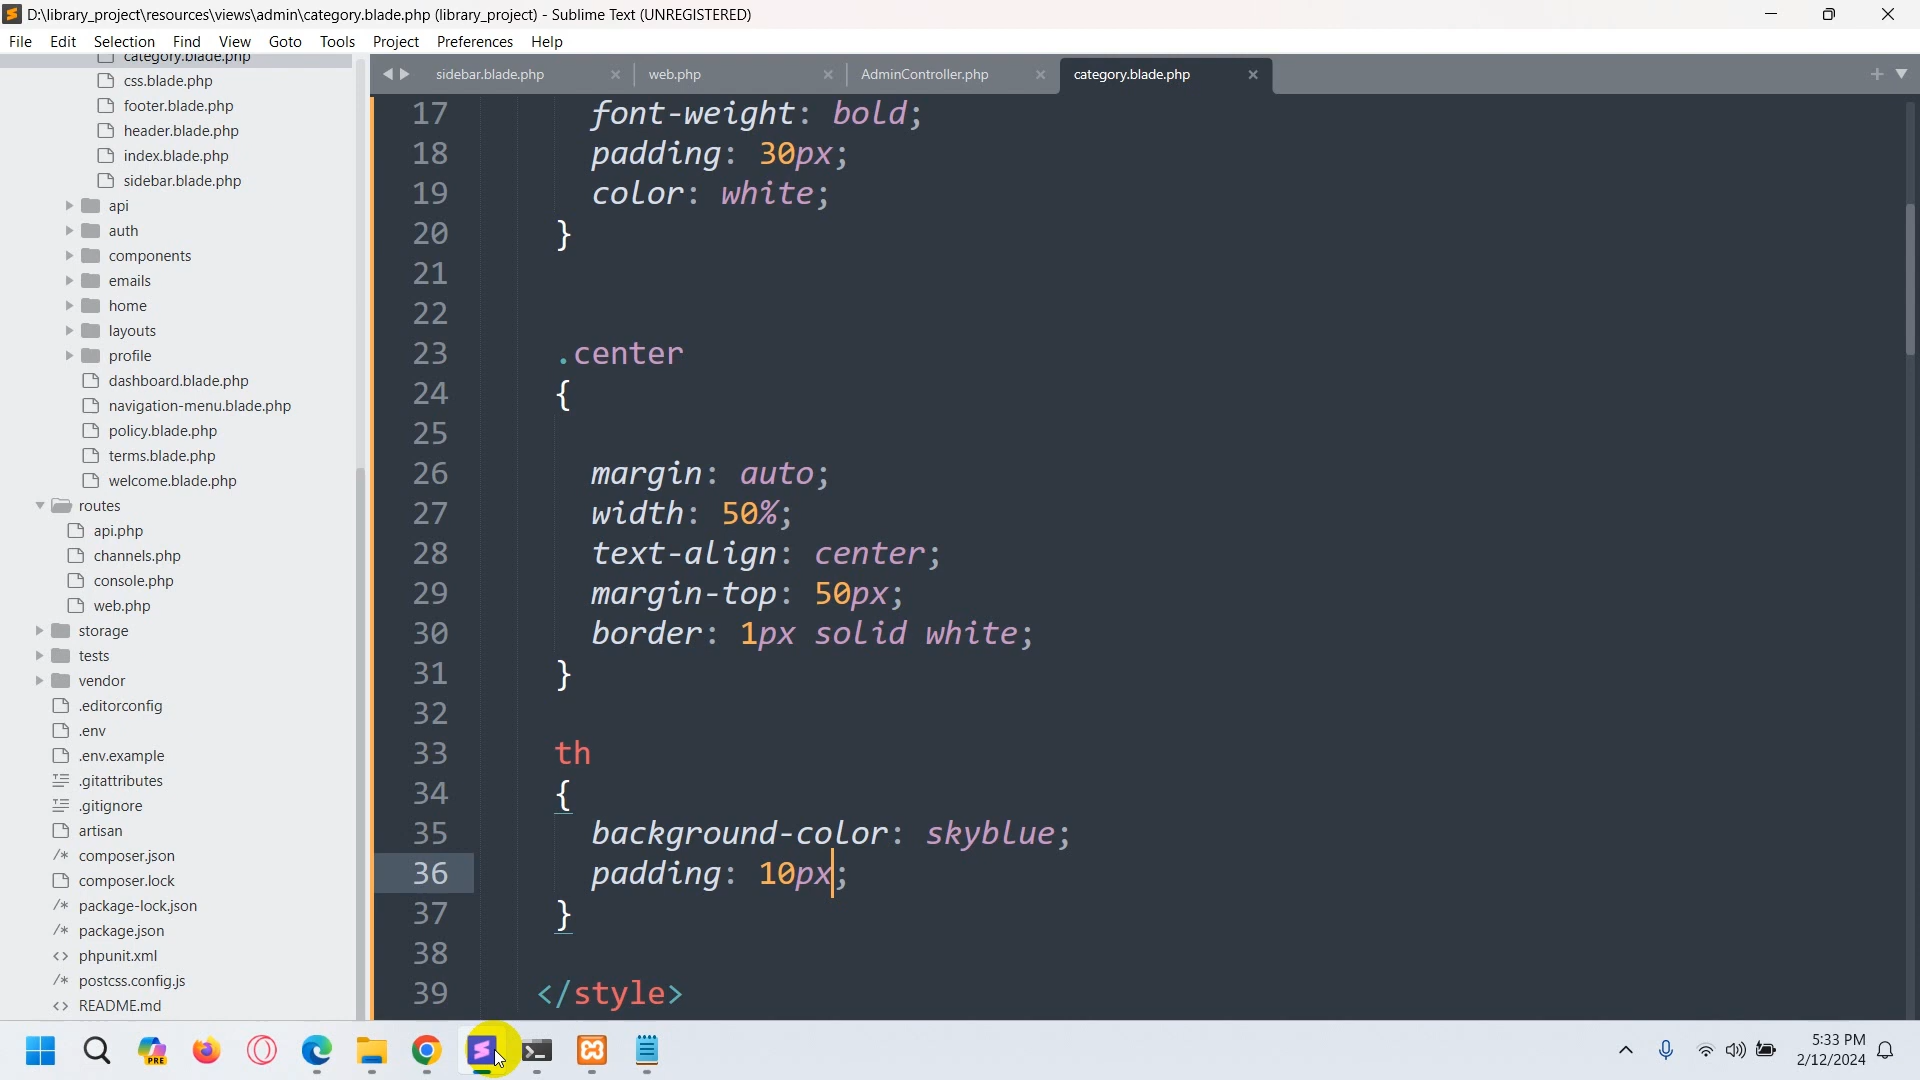 D:\library_project\resources\views\admin\category.blade.php (library_project) - Sublime Text (UNREGISTERED)
File Edit Selection Find View Goto Tools Project Preferences Help
category.blade.php
css.blade.php
footer.blade.php
header.blade.php
index.blade.php
sidebar.blade.php
api
auth
components
emails
home
layouts
profile
dashboard.blade.php
navigation-menu.blade.php
policy.blade.php
terms.blade.php
welcome.blade.php
routes
api.php
channels.php
console.php
web.php
storage
tests
vendor
.editorconfig
.env
.env.example
.gitattributes
.gitignore
artisan
/* composer.json
composer.lock
/* package-lock.json
/* package.json
<> phpunit.xml
/* postcss.config.js
<> README.md
sidebar.blade.php × web.php × AdminController.php × category.blade.php ×
17 font-weight: bold;
18 padding: 30px;
19 color: white;
20 }
21
22
23 .center
24 {
25
26 margin: auto;
27 width: 50%;
28 text-align: center;
29 margin-top: 50px;
30 border: 1px solid white;
31 }
32
33 th
34 {
35 background-color: skyblue;
36 padding: 10px;
37 }
38
39 </style>
PRE
5:33 PM
2/12/2024